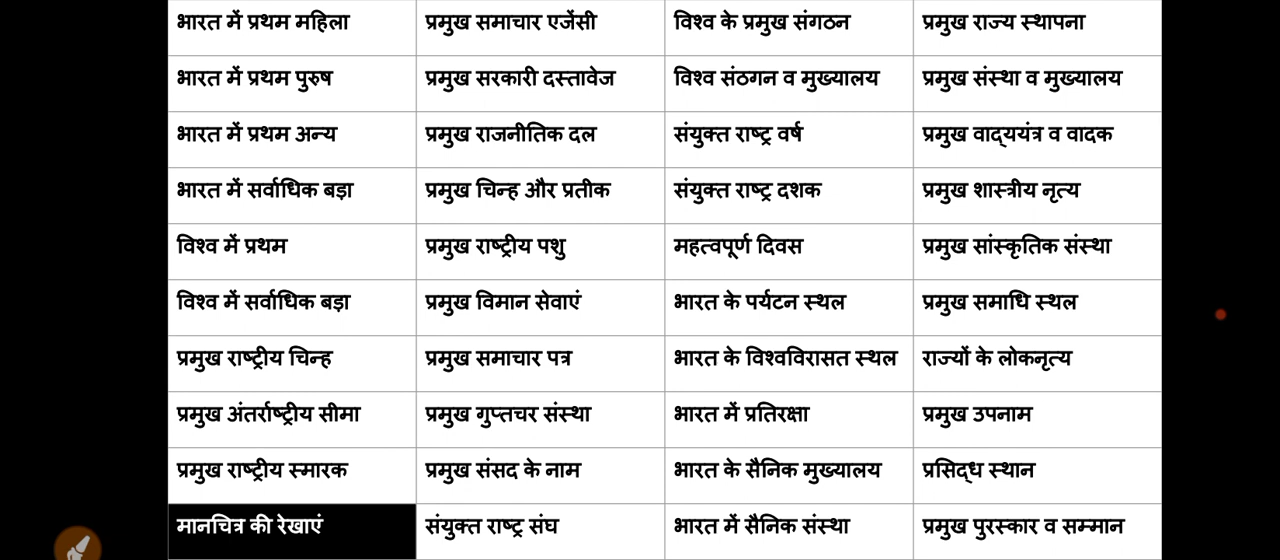 भारत में प्रथम महिला प्रमुख समाचार एजेंसी विश्व के प्रमुख संगठन प्रमुख राज्य स्थापना
भारत में प्रथम पुरुष प्रमुख सरकारी दस्तावेज विश्व संठगन व मुख्यालय प्रमुख संस्था व मुख्यालय
भारत में प्रथम अन्य प्रमुख राजनीतिक दल संयुक्त राष्ट्र वर्ष प्रमुख वाद्ययंत्र व वादक
भारत में सर्वाधिक बड़ा प्रमुख चिन्ह और प्रतीक संयुक्त राष्ट्र दशक प्रमुख शास्त्रीय नृत्य
विश्व में प्रथम प्रमुख राष्ट्रीय पशु महत्वपूर्ण दिवस प्रमुख सांस्कृतिक संस्था
विश्व में सर्वाधिक बड़ा प्रमुख विमान सेवाएं भारत के पर्यटन स्थल प्रमुख समाधि स्थल
प्रमुख राष्ट्रीय चिन्ह प्रमुख समाचार पत्र भारत के विश्वविरासत स्थल राज्यों के लोकनृत्य
प्रमुख अंतर्राष्ट्रीय सीमा प्रमुख गुप्तचर संस्था भारत में प्रतिरक्षा प्रमुख उपनाम
प्रमुख राष्ट्रीय स्मारक प्रमुख संसद के नाम भारत के सैनिक मुख्यालय प्रसिद्ध स्थान
मानचित्र की रेखाएं संयुक्त राष्ट्र संघ भारत में सैनिक संस्था प्रमुख पुरस्कार व सम्मान